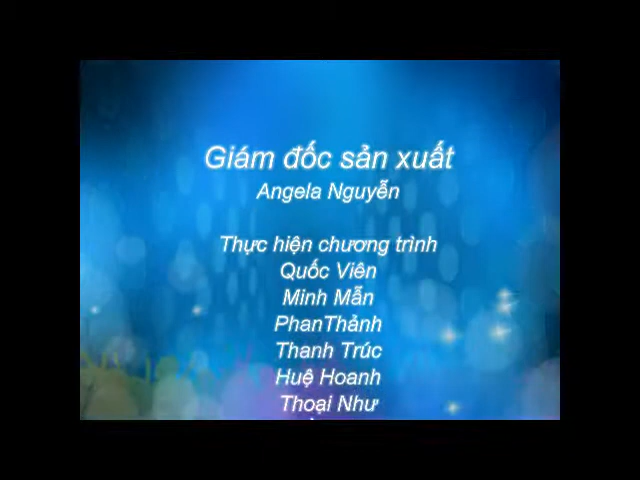 Giám đốc sản xuất
Angela Nguyễn
Thực hiện chương trình
Quốc Viên
Minh Mẫn
PhanThảnh
Thanh Trúc
Huệ Hoanh
Thoại Như